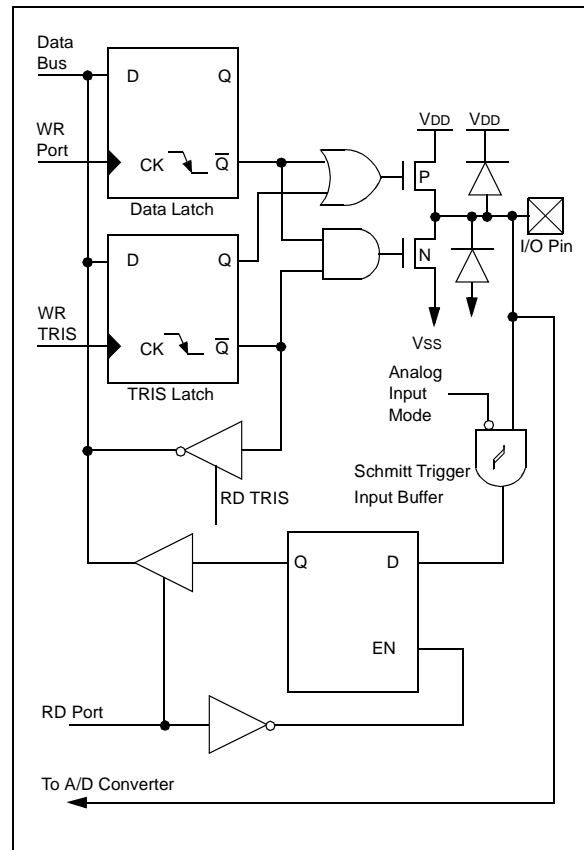 Data
Bus
D
Q
VDD
VDD
WR
Port
CK
Q
P
Data Latch
I/O Pin
D
Q
N
WR
TRIS
CK
Q
VSS
TRIS Latch
Analog
Input
Mode
Schmitt Trigger
Input Buffer
RD TRIS
Q
D
EN
RD Port
To A/D Converter